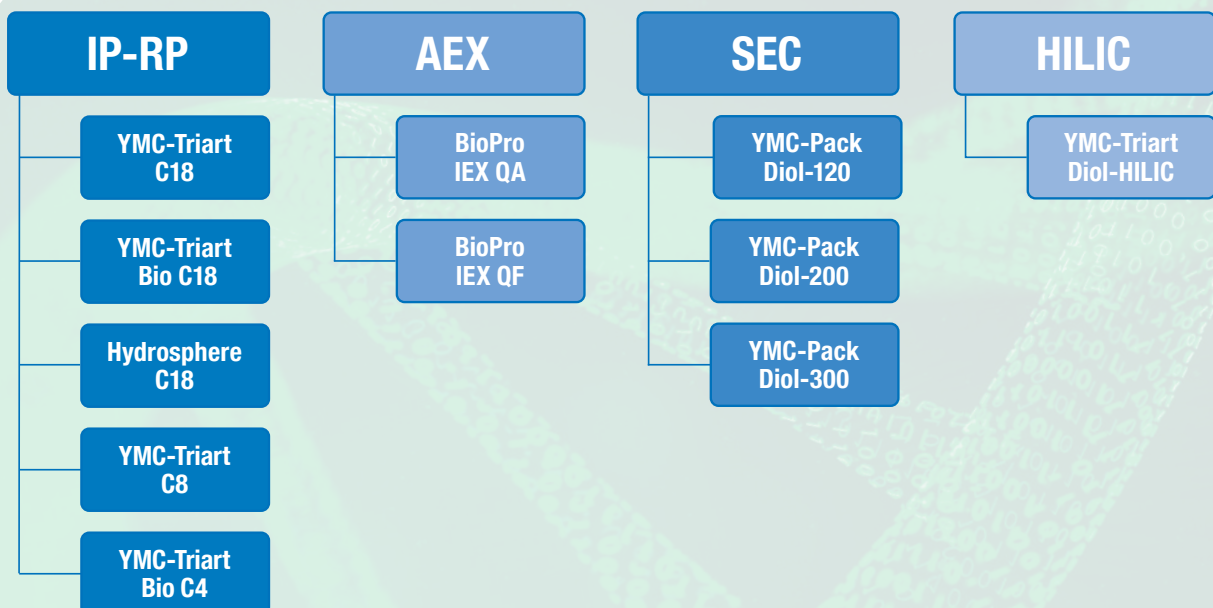 IP-RP
YMC-Triart
C18
YMC-Triart
Bio C18
Hydrosphere
C18
YMC-Triart
C8
YMC-Triart
Bio C4
AEX
BioPro
IEX QA
BioPro
IEX QF
SEC
YMC-Pack
Diol-120
YMC-Pack
Diol-200
YMC-Pack
Diol-300
HILIC
YMC-Triart
Diol-HILIC